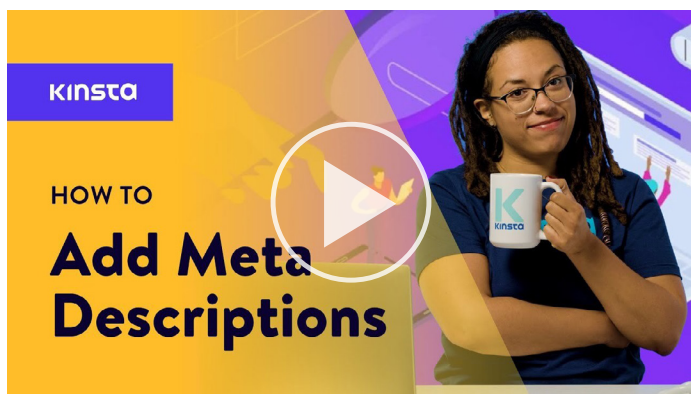 KINSTA
HOW TO
Add Meta
Descriptions
K
KINSTA